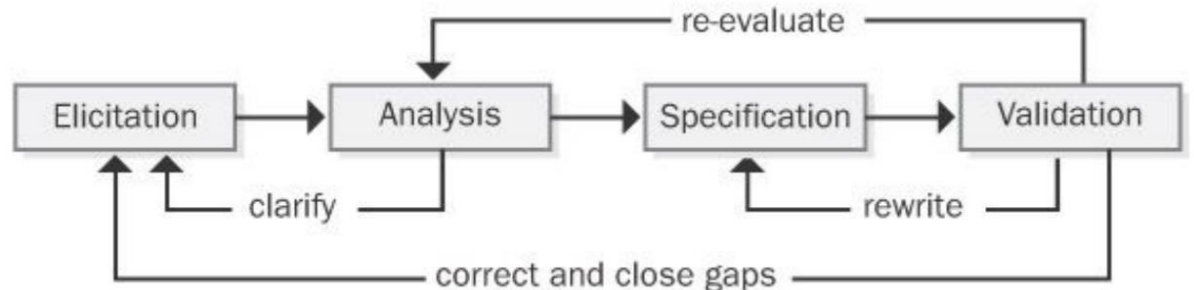 re-evaluate
Elicitation
Analysis
Specification
Validation
clarify
rewrite
correct and close gaps